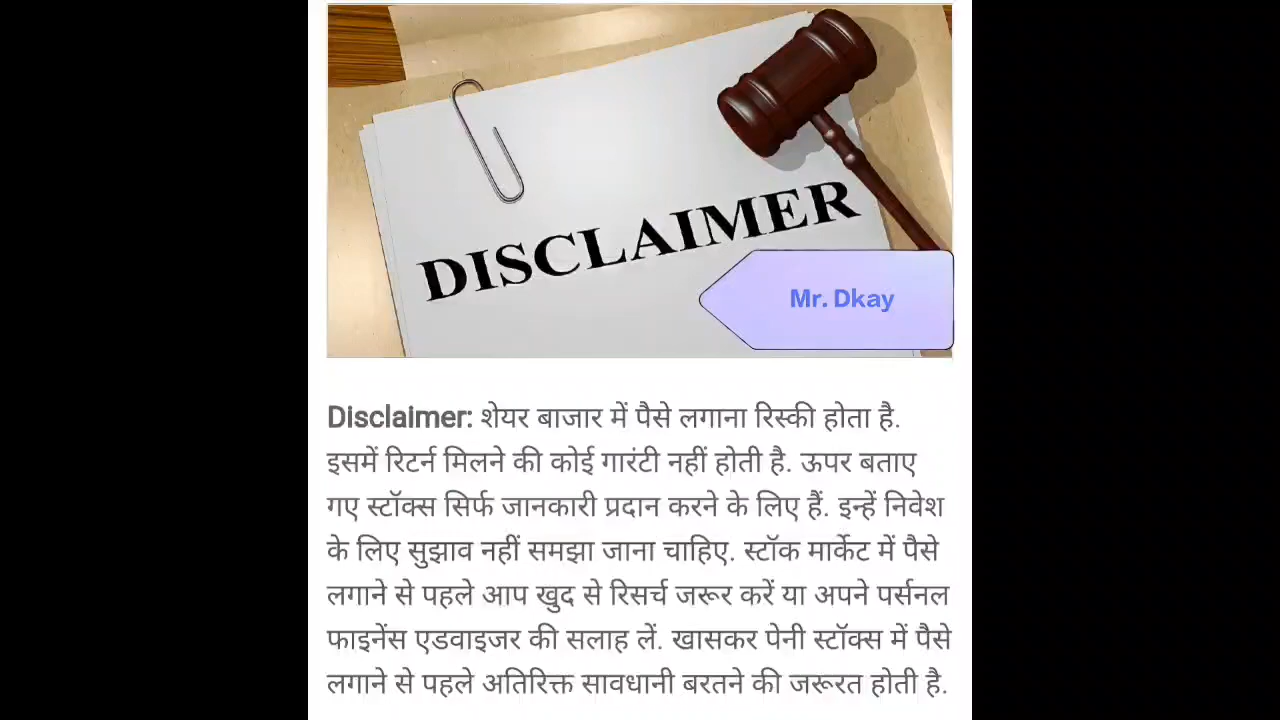 DISCLAIMER
Mr. Dkay
Disclaimer: शेयर बाजार में पैसे लगाना रिस्की होता है.
इसमें रिटर्न मिलने की कोई गारंटी नहीं होती है. ऊपर बताए
गए स्टॉक्स सिर्फ जानकारी प्रदान करने के लिए हैं. इन्हें निवेश
के लिए सुझाव नहीं समझा जाना चाहिए. स्टॉक मार्केट में पैसे
लगाने से पहले आप खुद से रिसर्च जरूर करें या अपने पर्सनल
फाइनेंस एडवाइजर की सलाह लें. खासकर पेनी स्टॉक्स में पैसे
लगाने से पहले अतिरिक्त सावधानी बरतने की जरूरत होती है.